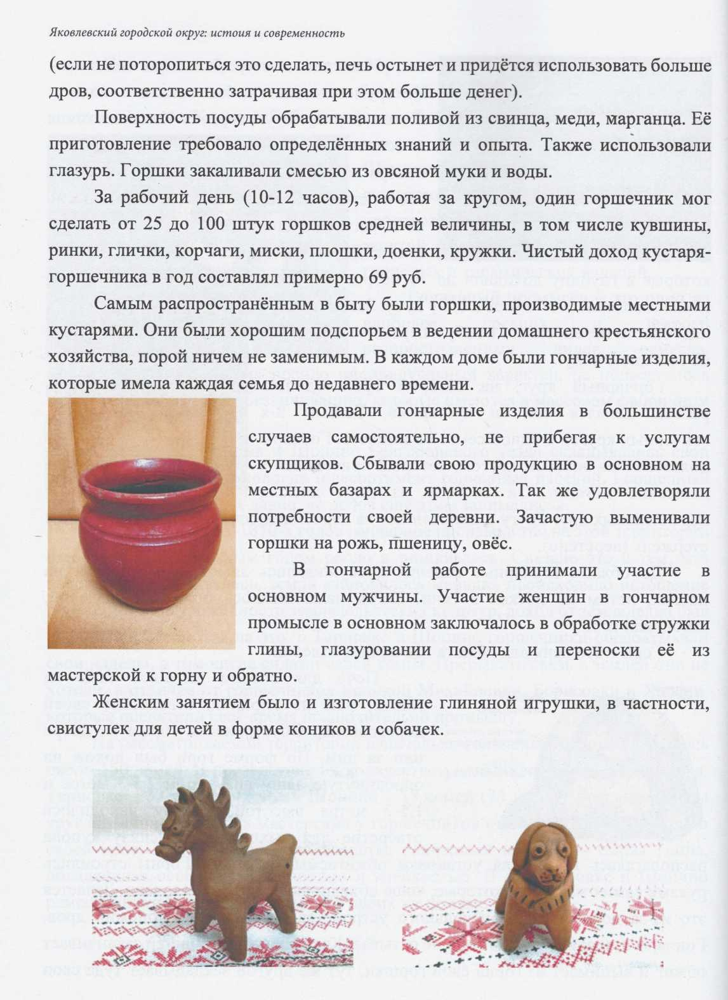 Яковлевский городской округ: истоия и современность
(если не поторопиться это сделать, печь остынет и придётся использовать больше
дров, соответственно затрачивая при этом больше денег).
Поверхность посуды обрабатывали поливой из свинца, меди, марганца. Её
приготовление требовало определённых знаний и опыта. Также использовали
глазурь. Горшки закаливали смесью из овсяной муки и воды.
За рабочий день (10-12 часов), работая за кругом, один горшечник мог
сделать от 25 до 100 штук горшков средней величины, в том числе кувшины,
ринки, глички, корчаги, миски, плошки, доенки, кружки. Чистый доход кустаря-
горшечника в год составлял примерно 69 руб.
Самым распространённым в быту были горшки, производимые местными
кустарями. Они были хорошим подспорьем в ведении домашнего крестьянского
хозяйства, порой ничем не заменимым. В каждом доме были гончарные изделия,
которые имела каждая семья до недавнего времени.
Продавали гончарные изделия в большинстве
случаев самостоятельно, не прибегая к услугам
скупщиков. Сбывали свою продукцию в основном на
местных базарах и ярмарках. Так же удовлетворяли
потребности своей деревни. Зачастую выменивали
горшки на рожь, пшеницу, овёс.
В гончарной работе принимали участие в
основном мужчины. Участие женщин в гончарном
промысле в основном заключалось в обработке стружки
глины, глазуровании посуды и переноски её из
мастерской к горну и обратно.
Женским занятием было и изготовление глиняной игрушки, в частности,
свистулек для детей в форме коников и собачек.